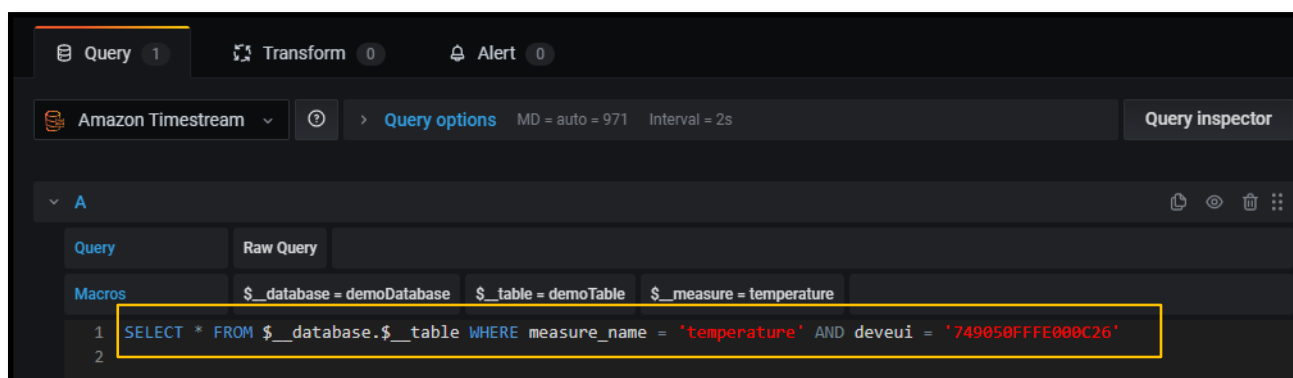 Query 1 Transform 0 Alert 0
Amazon Timestream Query options MD = auto = 971 Interval = 2s Query inspector
A
Query Raw Query
Macros $__database = demoDatabase $__table = demoTable $__measure = temperature
1 SELECT * FROM $__database.$__table WHERE measure_name = 'temperature' AND deveui = '749050FFFE000C26'
2